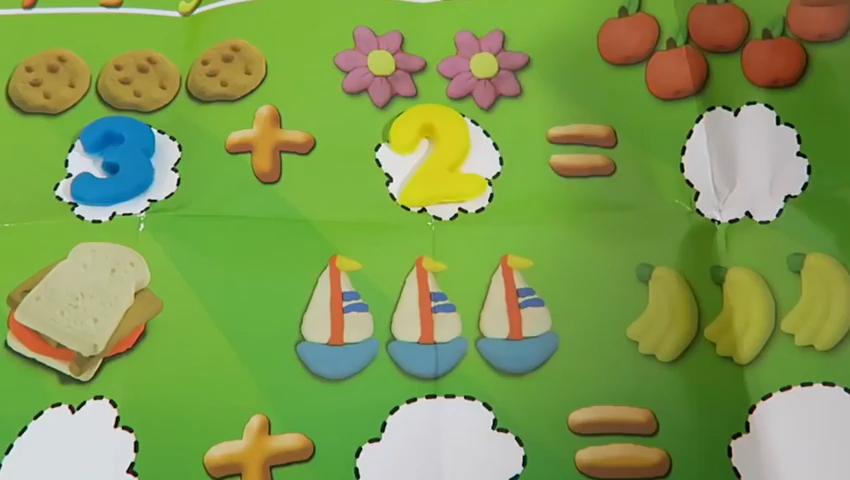 3 + 2 =
+ =